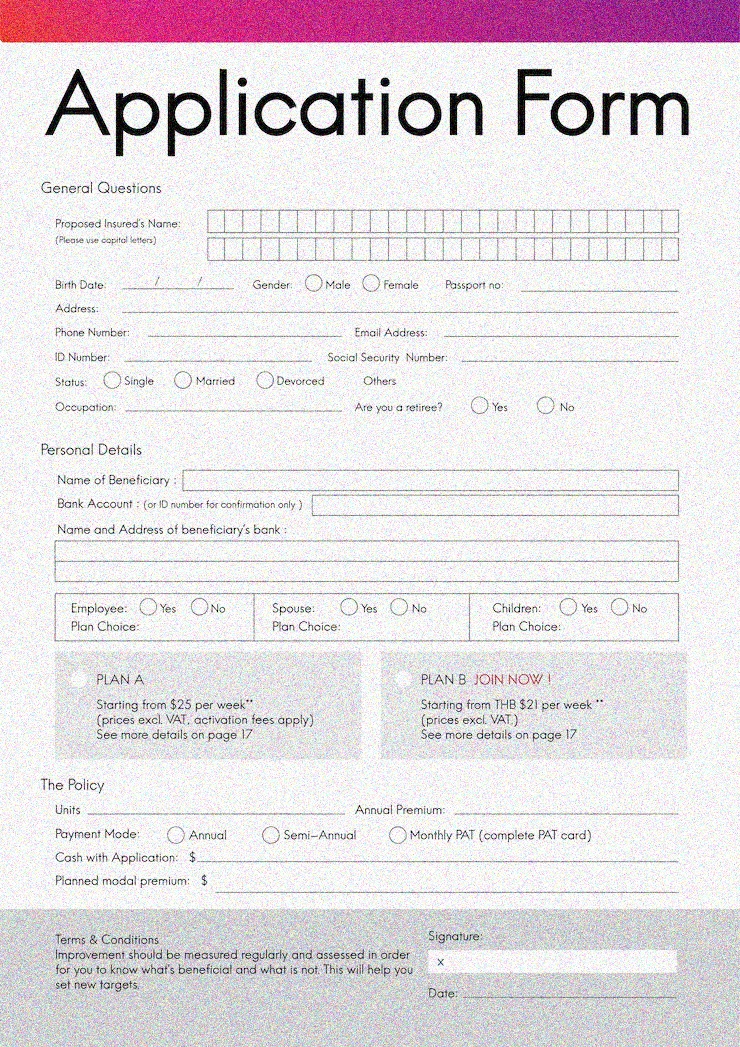 Application Form
General Questions
Proposed Insured's Name:
(Please use capital letters)
Birth Date: / / Gender: Male Female Passport no:
Address:
Phone Number: Email Address:
ID Number: Social Security Number:
Status: Single Married Devorced Others
Occupation: Are you a retiree? Yes No
Personal Details
Name of Beneficiary :
Bank Account : (or ID number for confirmation only )
Name and Address of beneficiary's bank :
Employee: Yes No Spouse: Yes No Children: Yes No
Plan Choice: Plan Choice: Plan Choice:
PLAN A
Starting from $25 per week**
(prices excl. VAT, activation fees apply)
See more details on page 17
PLAN B JOIN NOW !
Starting from THB $21 per week **
(prices excl. VAT.)
See more details on page 17
The Policy
Units Annual Premium:
Payment Mode: Annual Semi-Annual Monthly PAT (complete PAT card)
Cash with Application: $
Planned modal premium: $
Terms & Conditions
Improvement should be measured regularly and assessed in order
for you to know what's beneficial and what is not. This will help you
set new targets.
Signature:
x
Date: